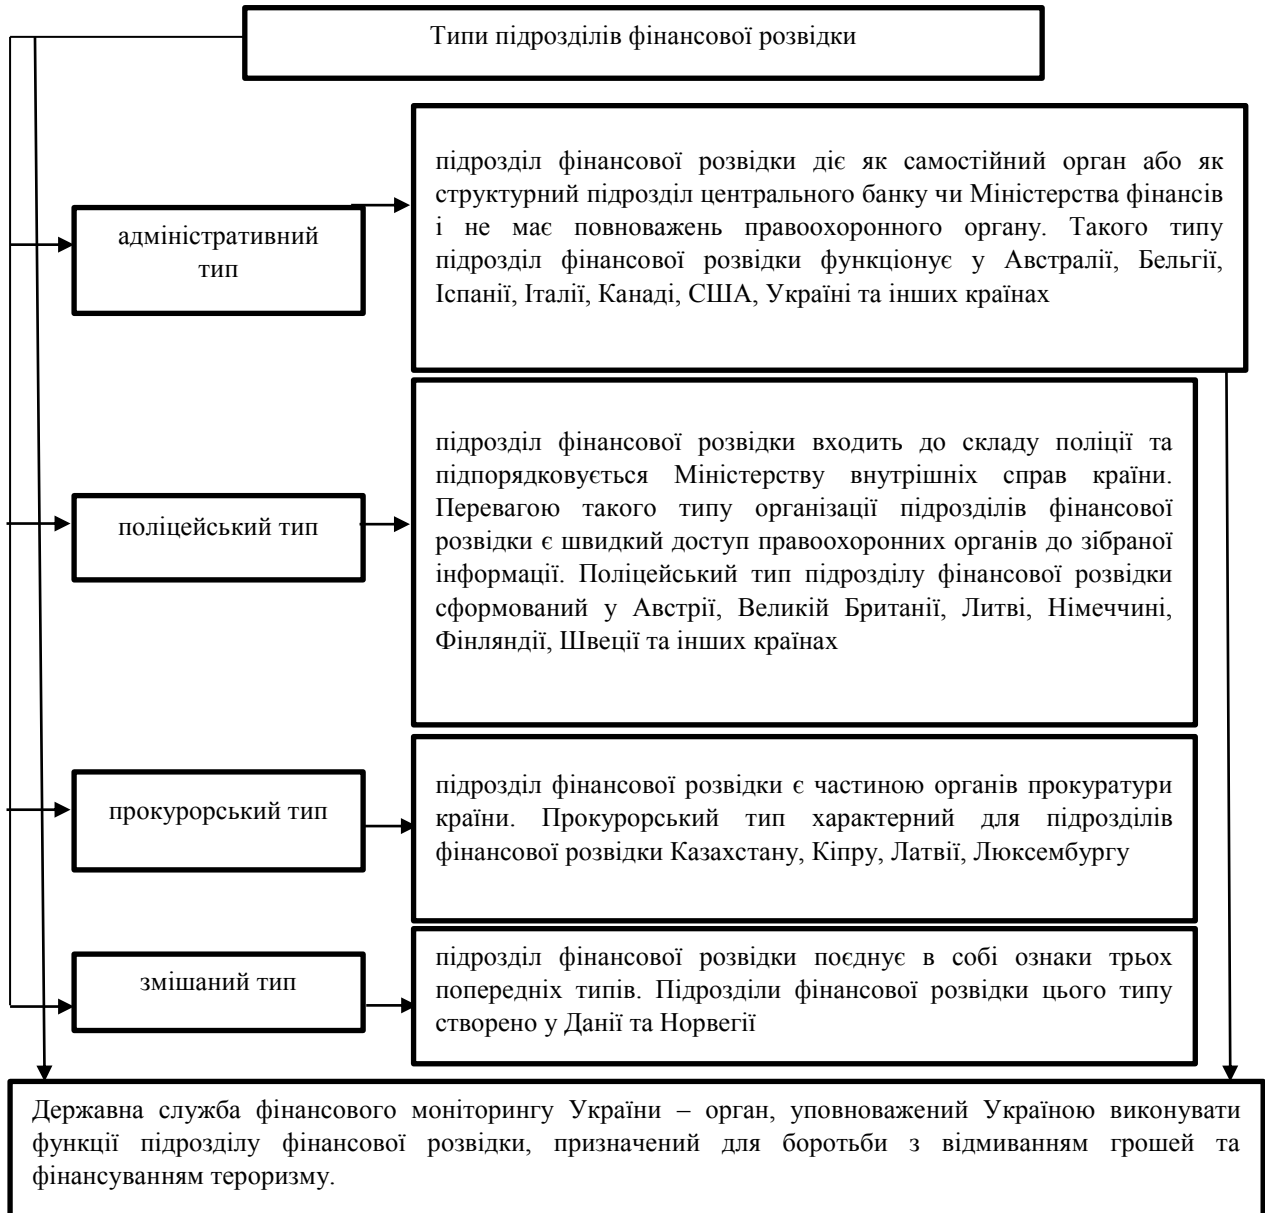 Типи підрозділів фінансової розвідки
адміністративний
тип
підрозділ фінансової розвідки діє як самостійний орган або як
структурний підрозділ центрального банку чи Міністерства фінансів
і не має повноважень правоохоронного органу. Такого типу
підрозділ фінансової розвідки функціонує у Австралії, Бельгії,
Іспанії, Італії, Канаді, США, Україні та інших країнах
поліцейський тип
підрозділ фінансової розвідки входить до складу поліції та
підпорядковується Міністерству внутрішніх справ країни.
Перевагою такого типу організації підрозділів фінансової
розвідки є швидкий доступ правоохоронних органів до зібраної
інформації. Поліцейський тип підрозділу фінансової розвідки
сформований у Австрії, Великій Британії, Литві, Німеччині,
Фінляндії, Швеції та інших країнах
прокурорський тип
підрозділ фінансової розвідки є частиною органів прокуратури
країни. Прокурорський тип характерний для підрозділів
фінансової розвідки Казахстану, Кіпру, Латвії, Люксембургу
змішаний тип
підрозділ фінансової розвідки поєднує в собі ознаки трьох
попередніх типів. Підрозділи фінансової розвідки цього типу
створено у Данії та Норвегії
Державна служба фінансового моніторингу України – орган, уповноважений Україною виконувати
функції підрозділу фінансової розвідки, призначений для боротьби з відмиванням грошей та
фінансуванням тероризму.